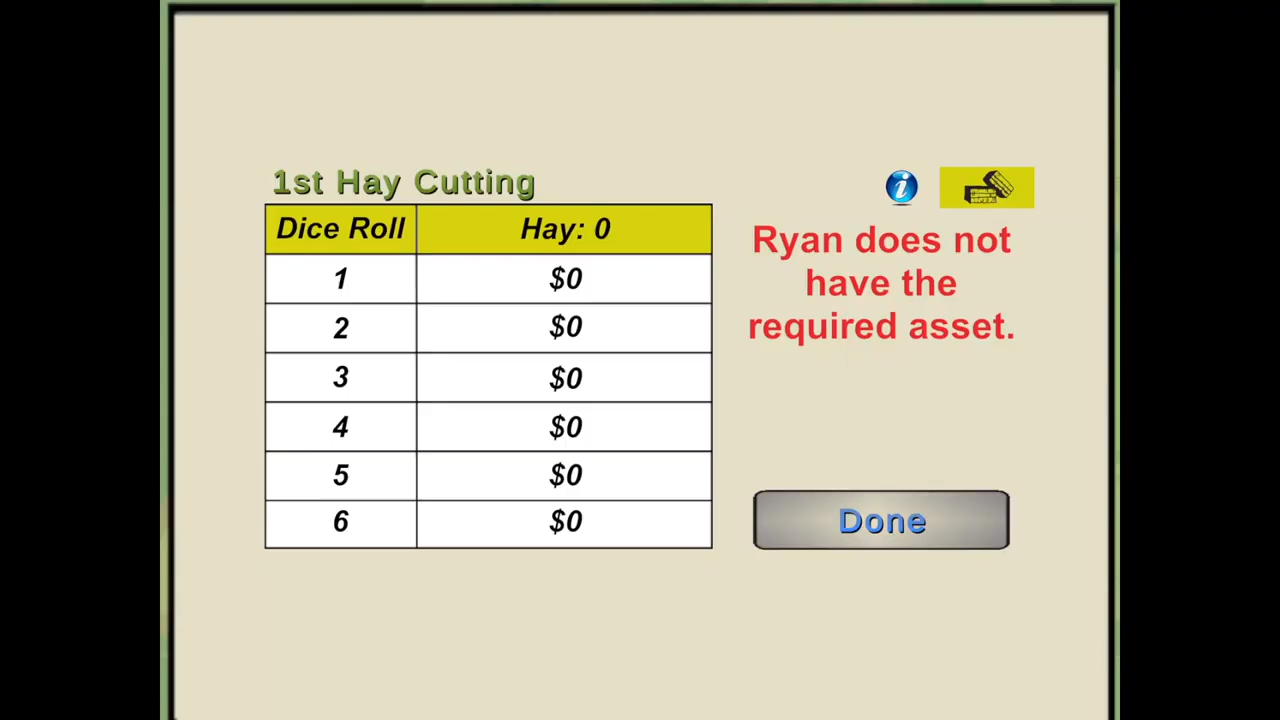 1st Hay Cutting
Dice Roll Hay: 0
1 $0
2 $0
3 $0
4 $0
5 $0
6 $0
i
Ryan does not
have the
required asset.
Done